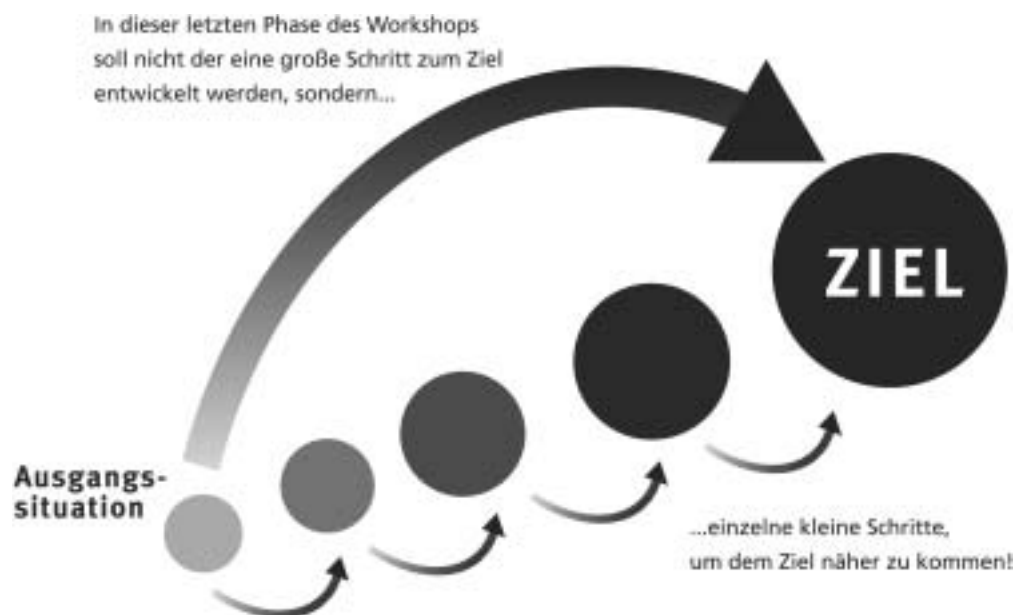 In dieser letzten Phase des Workshops
soll nicht der eine große Schritt zum Ziel
entwickelt werden, sondern...
ZIEL
Ausgangs-
situation
...einzelne kleine Schritte,
um dem Ziel näher zu kommen!